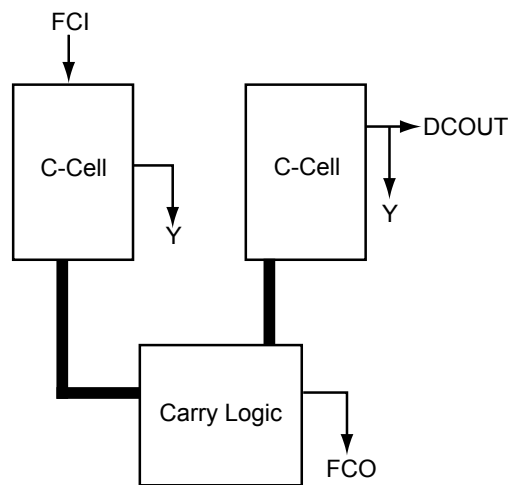 FCI
C-Cell
C-Cell
DCOUT
Y
Y
Carry Logic
FCO